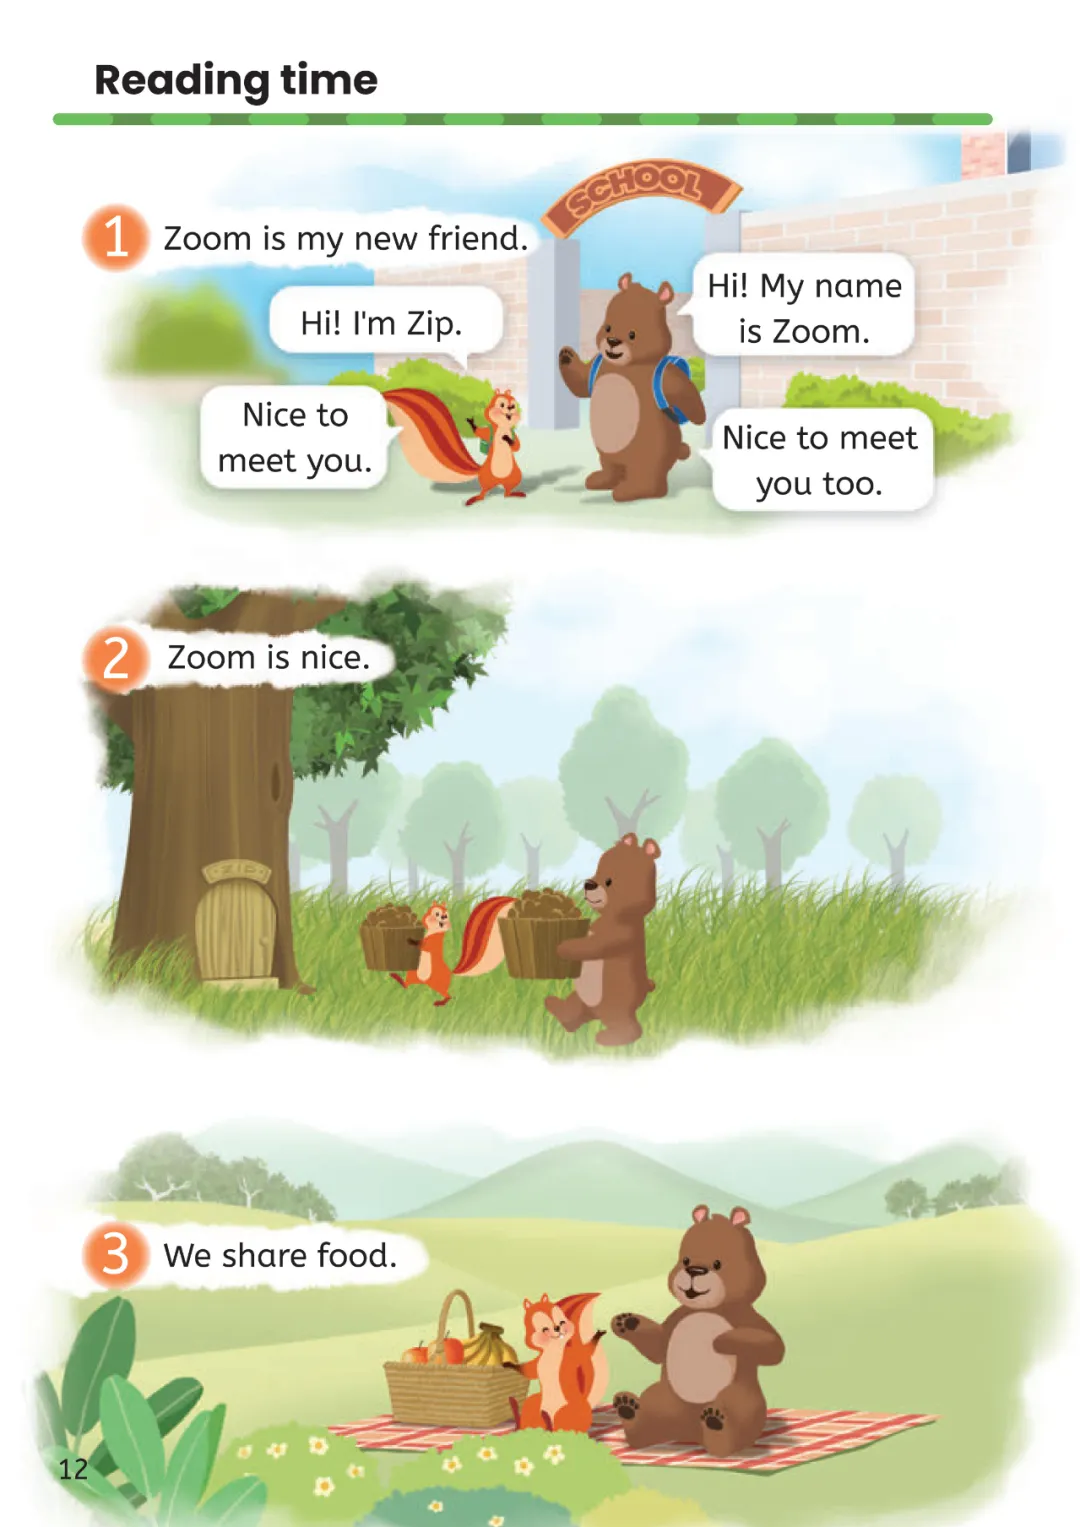 Reading time
SCHOOL
1 Zoom is my new friend.
Hi! I'm Zip.
Hi! My name
is Zoom.
Nice to
meet you.
Nice to meet
you too.
2 Zoom is nice.
ZIP
3 We share food.
12